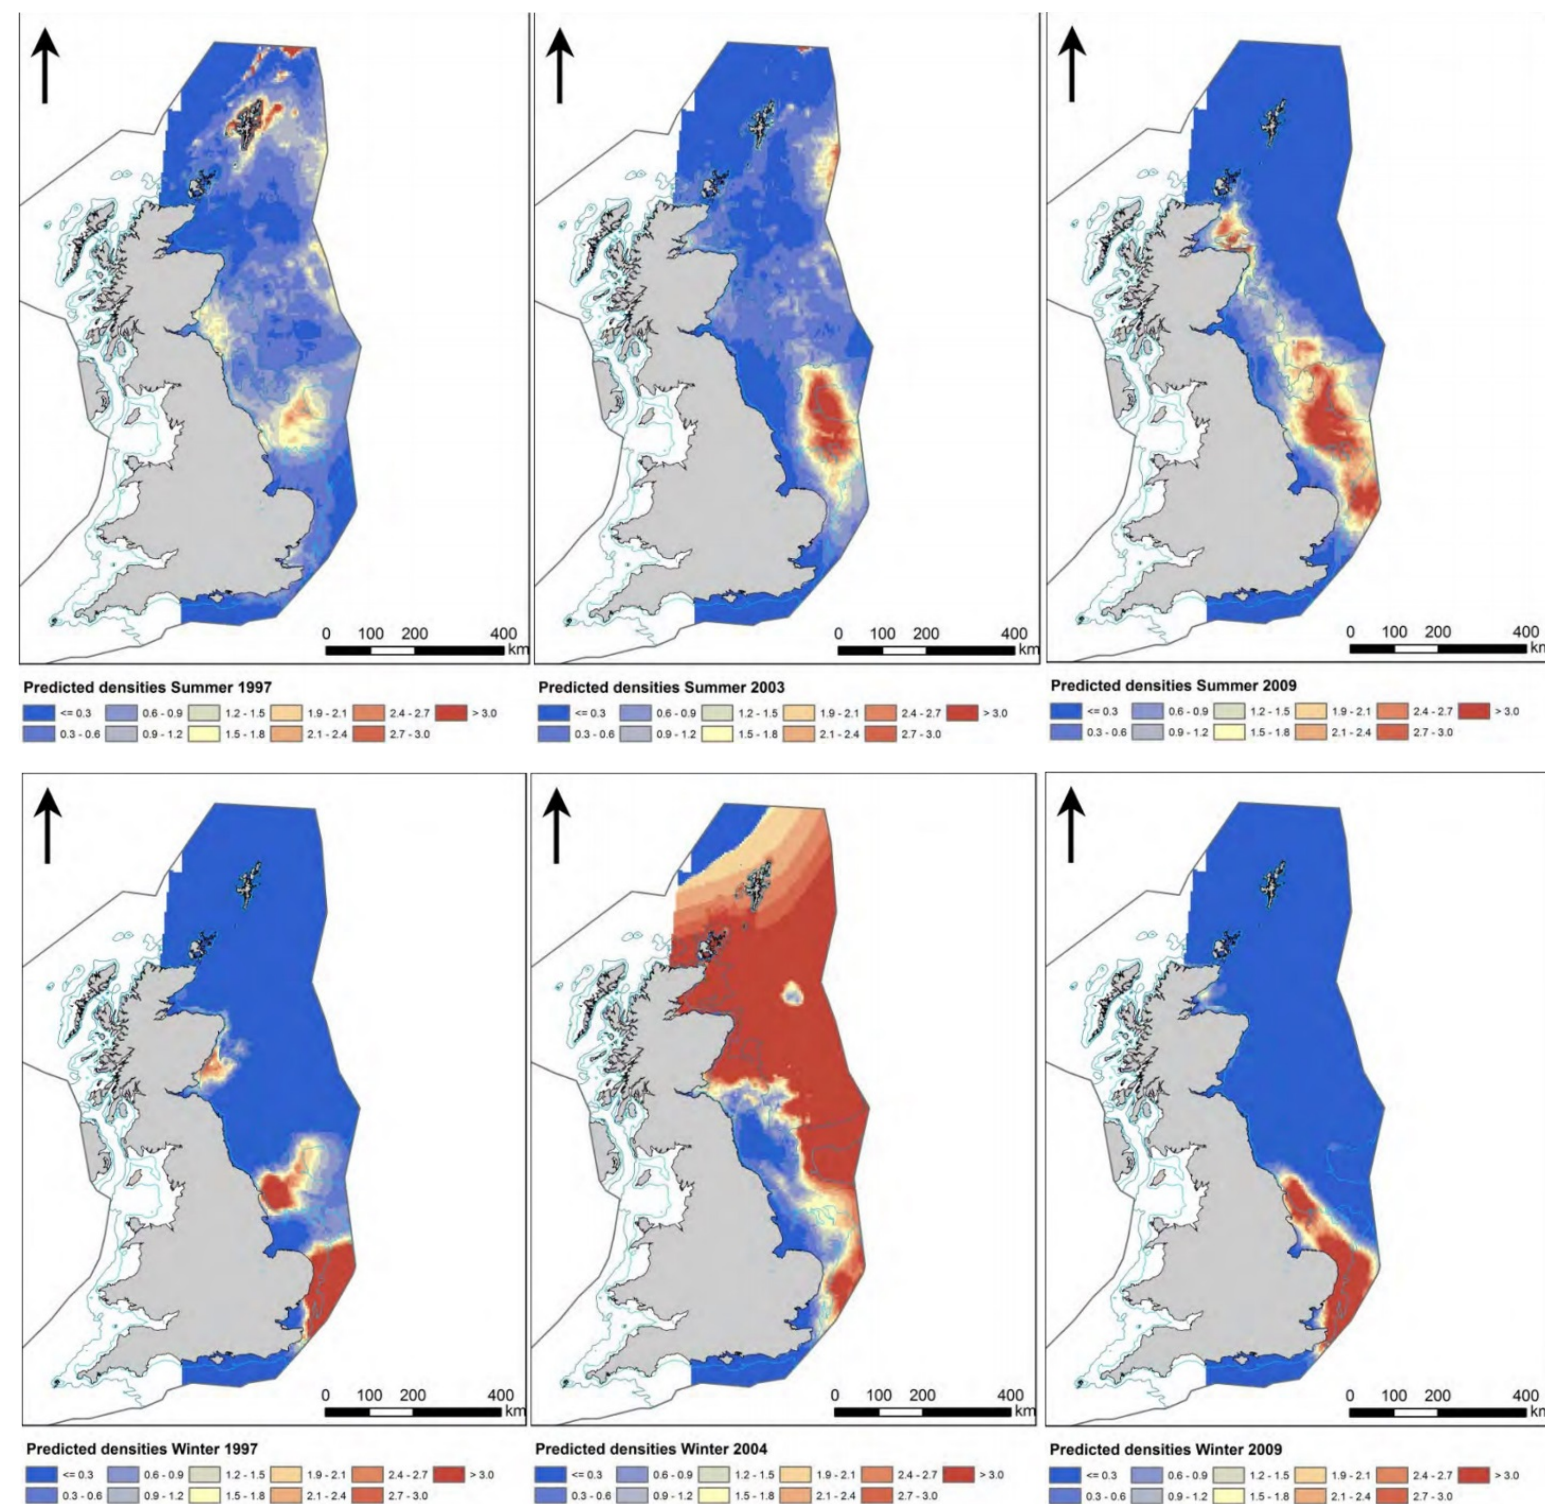 0 100 200 400
km
0 100 200 400
km
0 100 200 400
km
Predicted densities Summer 1997
<= 0.3 0.6 - 0.9 1.2 - 1.5 1.9 - 2.1 2.4 - 2.7 > 3.0
0.3 - 0.6 0.9 - 1.2 1.5 - 1.8 2.1 - 2.4 2.7 - 3.0
Predicted densities Summer 2003
<= 0.3 0.6 - 0.9 1.2 - 1.5 1.9 - 2.1 2.4 - 2.7 > 3.0
0.3 - 0.6 0.9 - 1.2 1.5 - 1.8 2.1 - 2.4 2.7 - 3.0
Predicted densities Summer 2009
<= 0.3 0.6 - 0.9 1.2 - 1.5 1.9 - 2.1 2.4 - 2.7 > 3.0
0.3 - 0.6 0.9 - 1.2 1.5 - 1.8 2.1 - 2.4 2.7 - 3.0
0 100 200 400
km
0 100 200 400
km
0 100 200 400
km
Predicted densities Winter 1997
<= 0.3 0.6 - 0.9 1.2 - 1.5 1.9 - 2.1 2.4 - 2.7 > 3.0
0.3 - 0.6 0.9 - 1.2 1.5 - 1.8 2.1 - 2.4 2.7 - 3.0
Predicted densities Winter 2004
<= 0.3 0.6 - 0.9 1.2 - 1.5 1.9 - 2.1 2.4 - 2.7 > 3.0
0.3 - 0.6 0.9 - 1.2 1.5 - 1.8 2.1 - 2.4 2.7 - 3.0
Predicted densities Winter 2009
<= 0.3 0.6 - 0.9 1.2 - 1.5 1.9 - 2.1 2.4 - 2.7 > 3.0
0.3 - 0.6 0.9 - 1.2 1.5 - 1.8 2.1 - 2.4 2.7 - 3.0